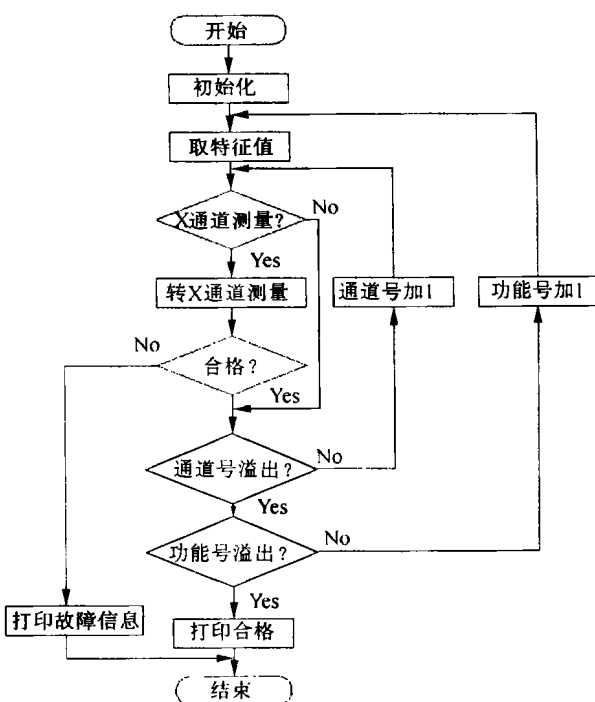 开始
初始化
取特征值
X通道测量?
No
Yes
转X通道测量
通道号加1
功能号加1
No
合格?
Yes
通道号溢出?
No
Yes
功能号溢出?
No
Yes
打印故障信息
打印合格
结束